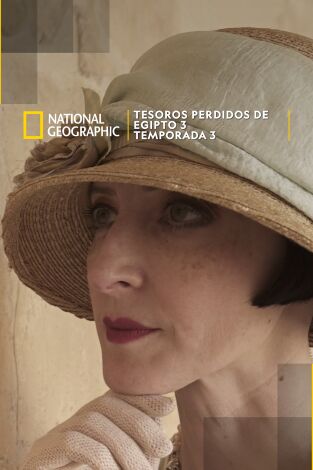 NATIONAL
GEOGRAPHIC
TESOROS PERDIDOS DE
EGIPTO 3
TEMPORADA 3